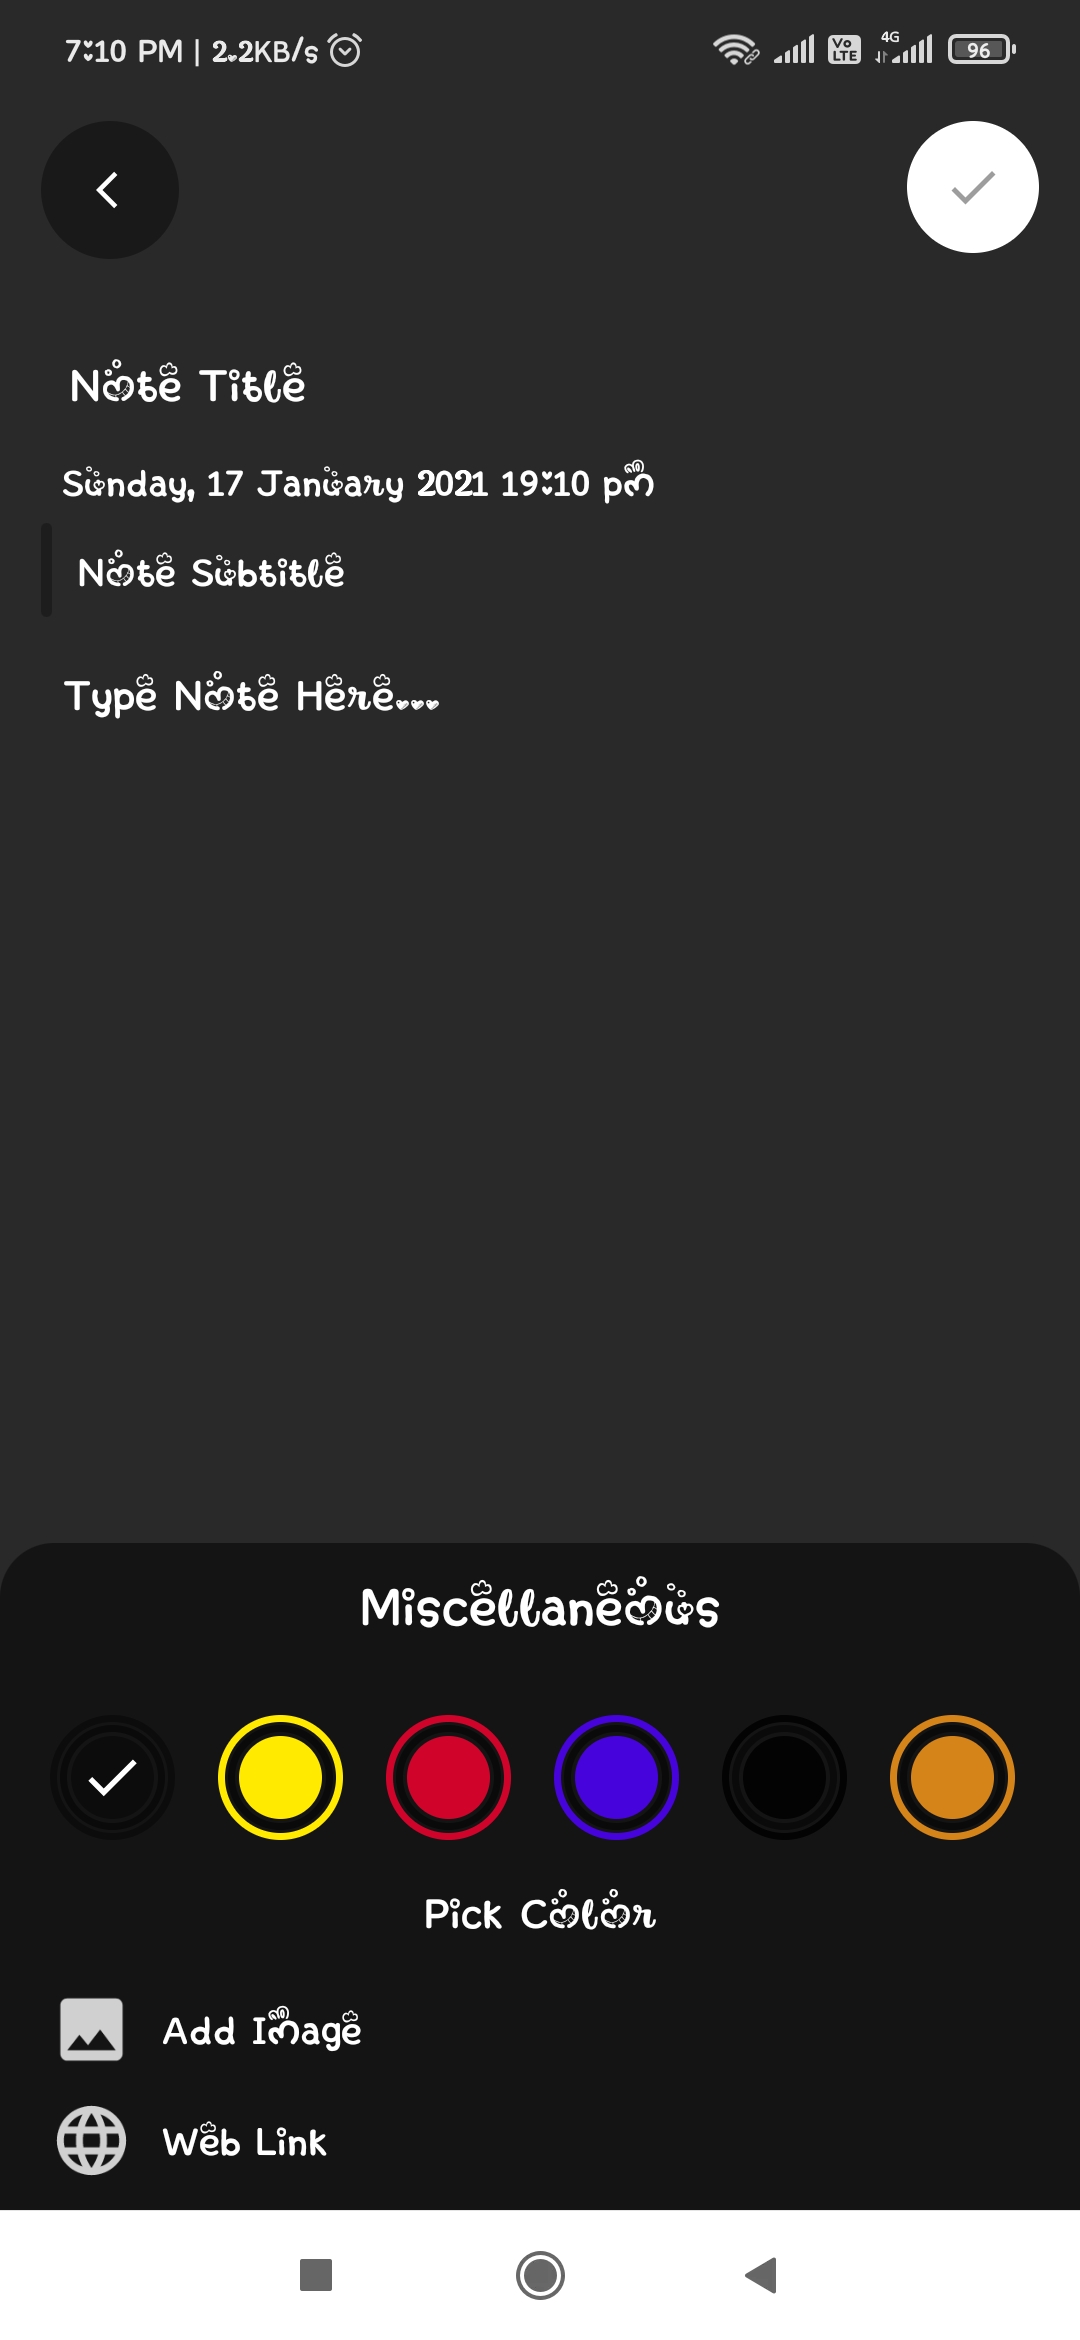 7:10 PM | 2.2KB/s
Vo LTE 4G 96
Note Title
Sunday, 17 January 2021 19:10 pm
Note Subtitle
Type Note Here...
Miscellaneous
Pick Color
Add Image
Web Link